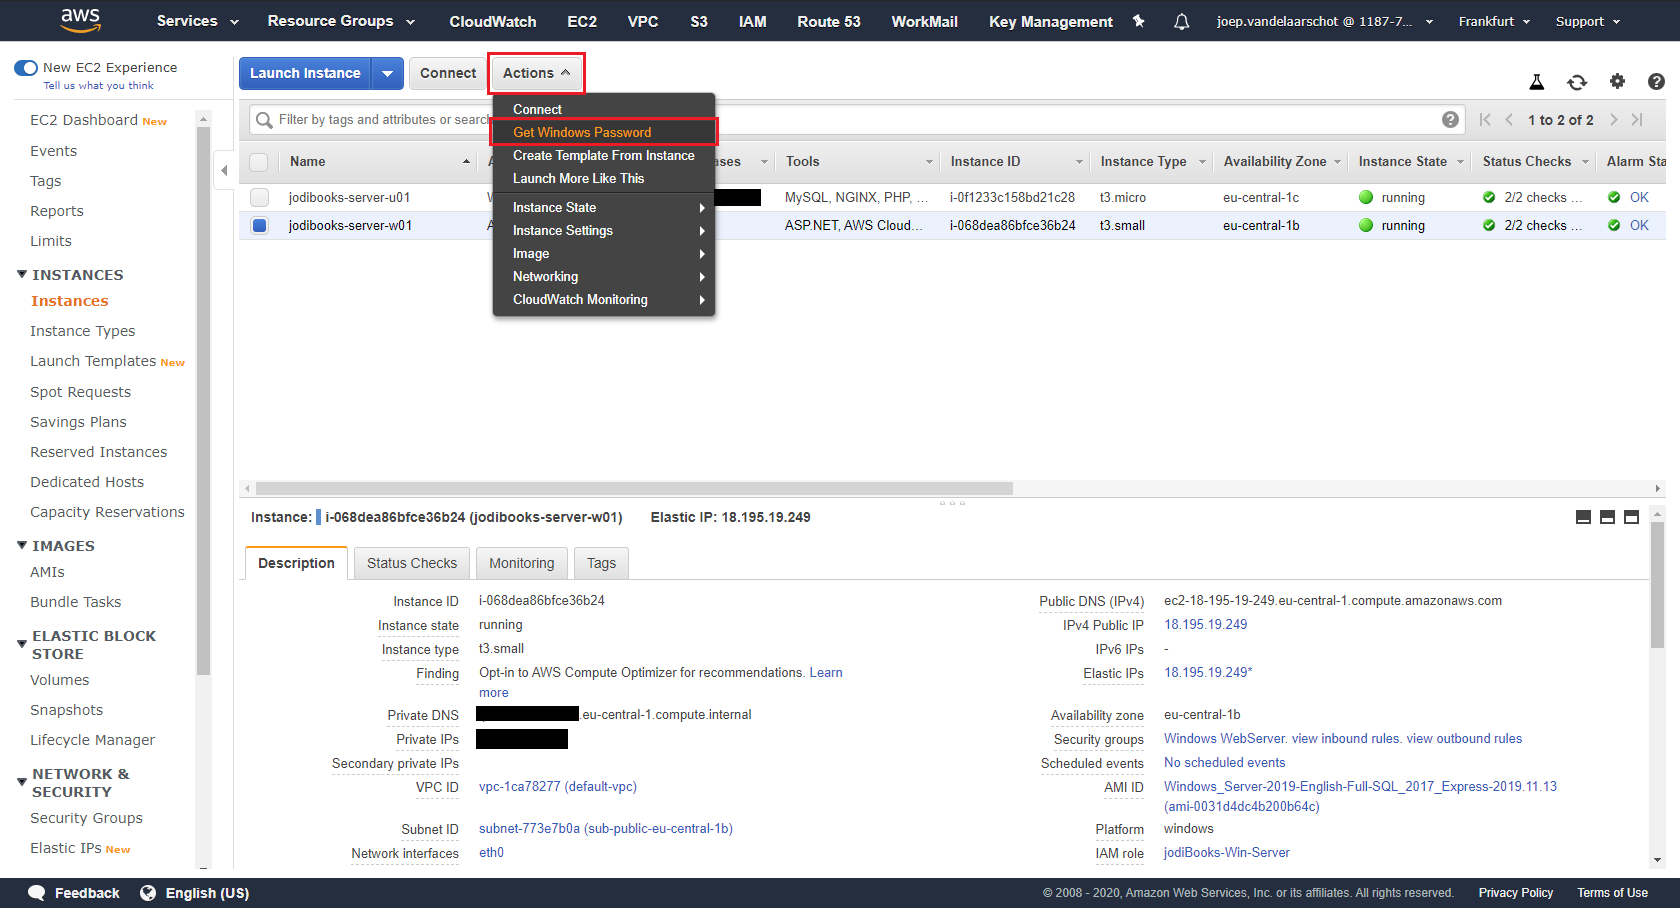 aws Services Resource Groups CloudWatch EC2 VPC S3 IAM Route 53 WorkMail Key Management joep.vandelaarschot @ 1187-7... Frankfurt Support
New EC2 Experience
Tell us what you think
Launch Instance Connect Actions
Connect
Get Windows Password
Create Template From Instance
Launch More Like This
Instance State
Instance Settings
Image
Networking
CloudWatch Monitoring
Filter by tags and attributes or search
1 to 2 of 2
Name Tools Instance ID Instance Type Availability Zone Instance State Status Checks Alarm Sta
jodibooks-server-u01 MySQL, NGINX, PHP, ... i-0f1233c158bd21c28 t3.micro eu-central-1c running 2/2 checks ... OK
jodibooks-server-w01 ASP.NET, AWS Cloud... i-068dea86bfce36b24 t3.small eu-central-1b running 2/2 checks ... OK
EC2 Dashboard New
Events
Tags
Reports
Limits
INSTANCES
Instances
Instance Types
Launch Templates New
Spot Requests
Savings Plans
Reserved Instances
Dedicated Hosts
Capacity Reservations
IMAGES
AMIs
Bundle Tasks
ELASTIC BLOCK
STORE
Volumes
Snapshots
Lifecycle Manager
NETWORK &
SECURITY
Security Groups
Elastic IPs New
Instance: i-068dea86bfce36b24 (jodibooks-server-w01) Elastic IP: 18.195.19.249
Description Status Checks Monitoring Tags
Instance ID i-068dea86bfce36b24
Instance state running
Instance type t3.small
Finding Opt-in to AWS Compute Optimizer for recommendations. Learn
more
Private DNS .eu-central-1.compute.internal
Private IPs
Secondary private IPs
VPC ID vpc-1ca78277 (default-vpc)
Subnet ID subnet-773e7b0a (sub-public-eu-central-1b)
Network interfaces eth0
Public DNS (IPv4) ec2-18-195-19-249.eu-central-1.compute.amazonaws.com
IPv4 Public IP 18.195.19.249
IPv6 IPs -
Elastic IPs 18.195.19.249*
Availability zone eu-central-1b
Security groups Windows WebServer. view inbound rules. view outbound rules
Scheduled events No scheduled events
AMI ID Windows_Server-2019-English-Full-SQL_2017_Express-2019.11.13
(ami-0031d4dc4b200b64c)
Platform windows
IAM role jodiBooks-Win-Server
Feedback English (US) © 2008 - 2020, Amazon Web Services, Inc. or its affiliates. All rights reserved. Privacy Policy Terms of Use